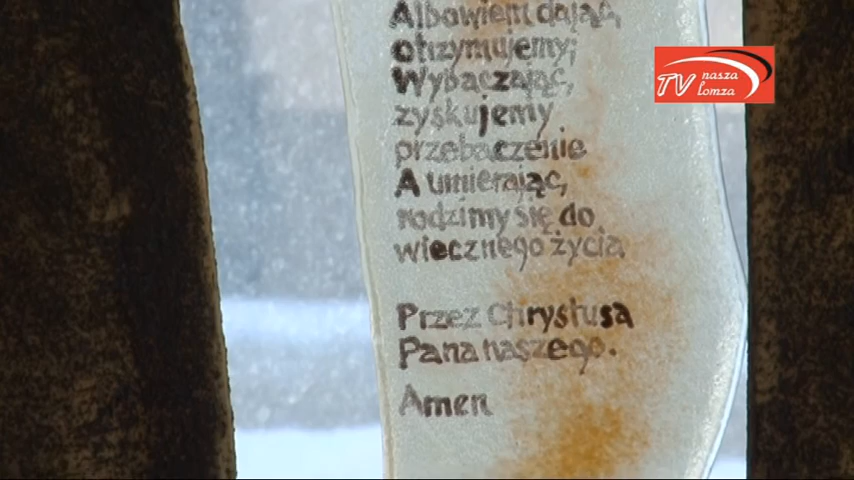 Albowiem dając,
otrzymujemy;
Wybaczając,
zyskujemy
przebaczenie
A umierając,
rodzimy się do
wiecznego życia
Przez Chrystusa
Pana naszego.
Amen
TV nasza
Łomża